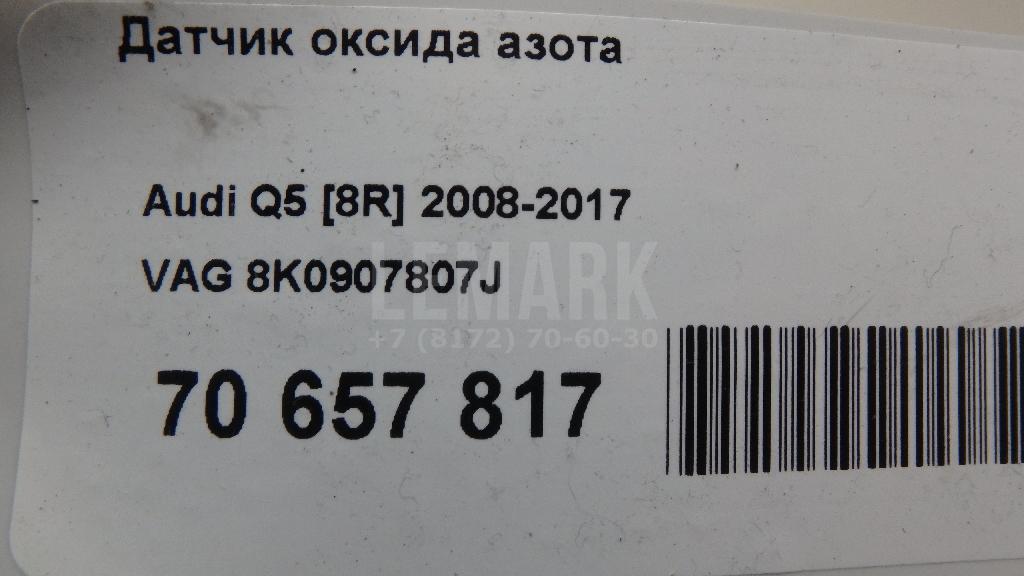 Датчик оксида азота
Audi Q5 [8R] 2008-2017
VAG 8K0907807J
LEMARK
+7 (8172) 70-60-30
70 657 817